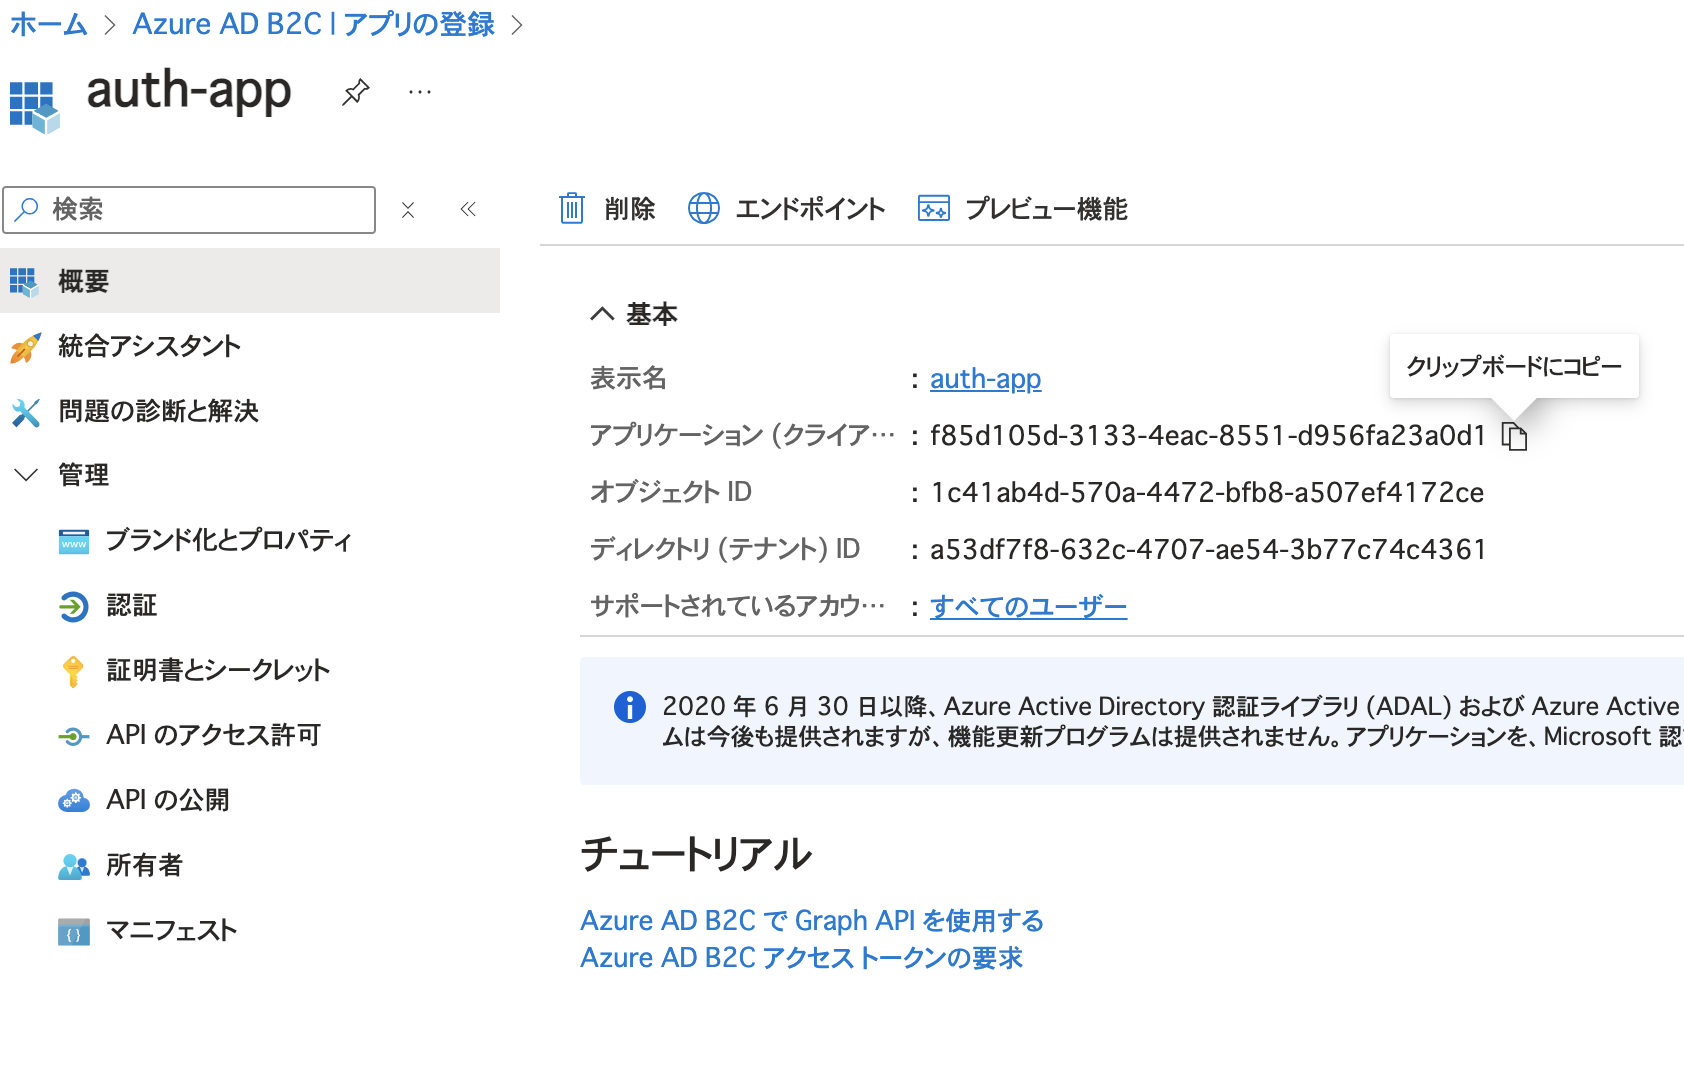 ホーム > Azure AD B2C | アプリの登録 >
auth-app
検索
削除 エンドポイント プレビュー機能
概要
統合アシスタント
問題の診断と解決
管理
ブランド化とプロパティ
認証
証明書とシークレット
API のアクセス許可
API の公開
所有者
マニフェスト
基本
クリップボードにコピー
表示名 : auth-app
アプリケーション (クライア… : f85d105d-3133-4eac-8551-d956fa23a0d1
オブジェクト ID : 1c41ab4d-570a-4472-bfb8-a507ef4172ce
ディレクトリ (テナント) ID : a53df7f8-632c-4707-ae54-3b77c74c4361
サポートされているアカウ… : すべてのユーザー
2020 年 6 月 30 日以降、Azure Active Directory 認証ライブラリ (ADAL) および Azure Active
ムは今後も提供されますが、機能更新プログラムは提供されません。アプリケーションを、Microsoft 認
チュートリアル
Azure AD B2C で Graph API を使用する
Azure AD B2C アクセス トークンの要求